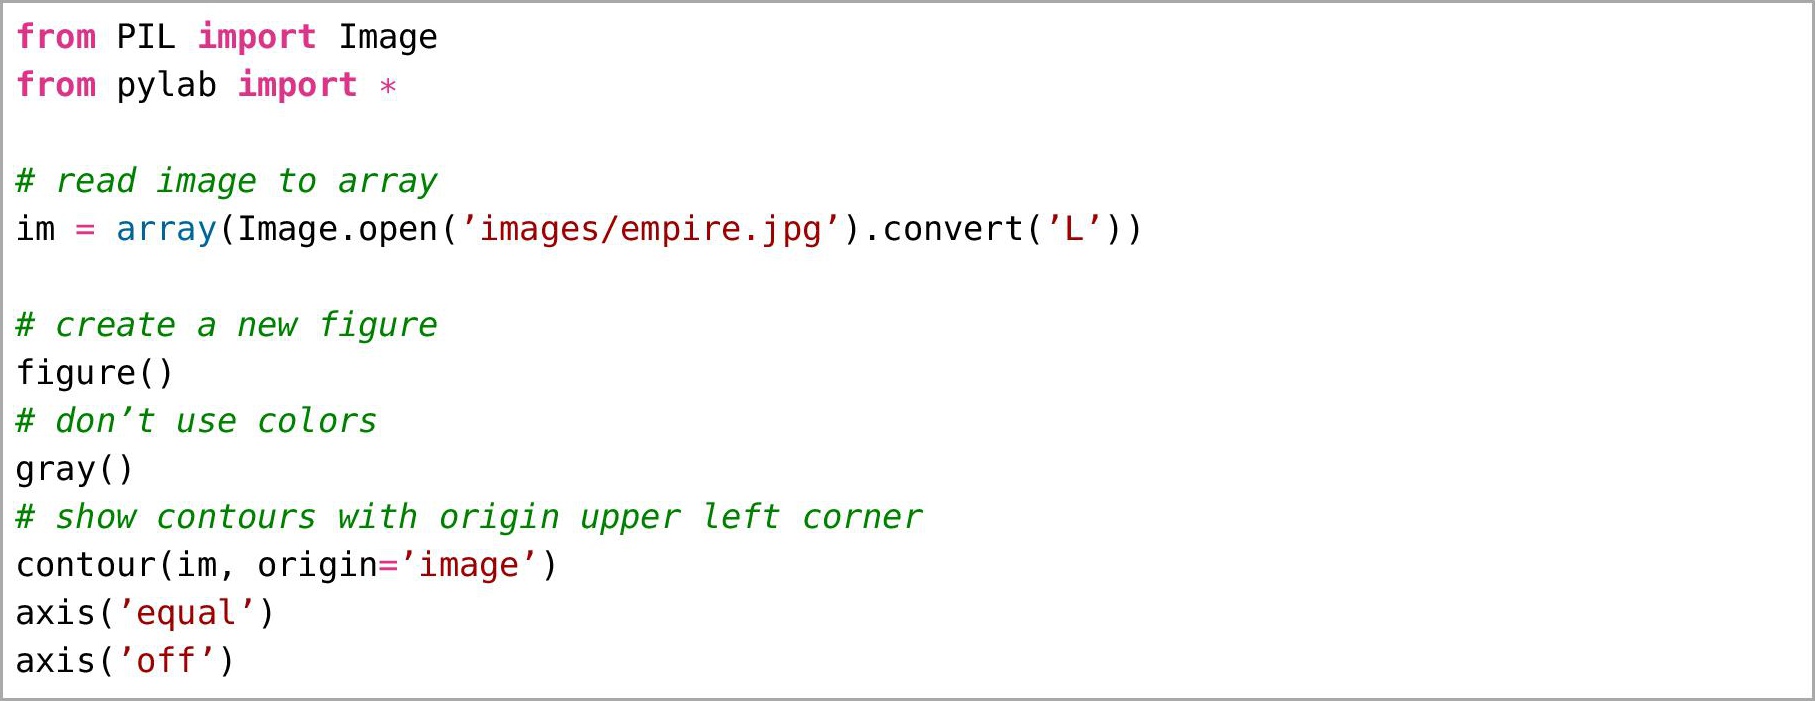 from PIL import Image
from pylab import *
# read image to array
im = array(Image.open(’images/empire.jpg’).convert(’L’))
# create a new figure
figure()
# don’t use colors
gray()
# show contours with origin upper left corner
contour(im, origin=’image’)
axis(’equal’)
axis(’off’)